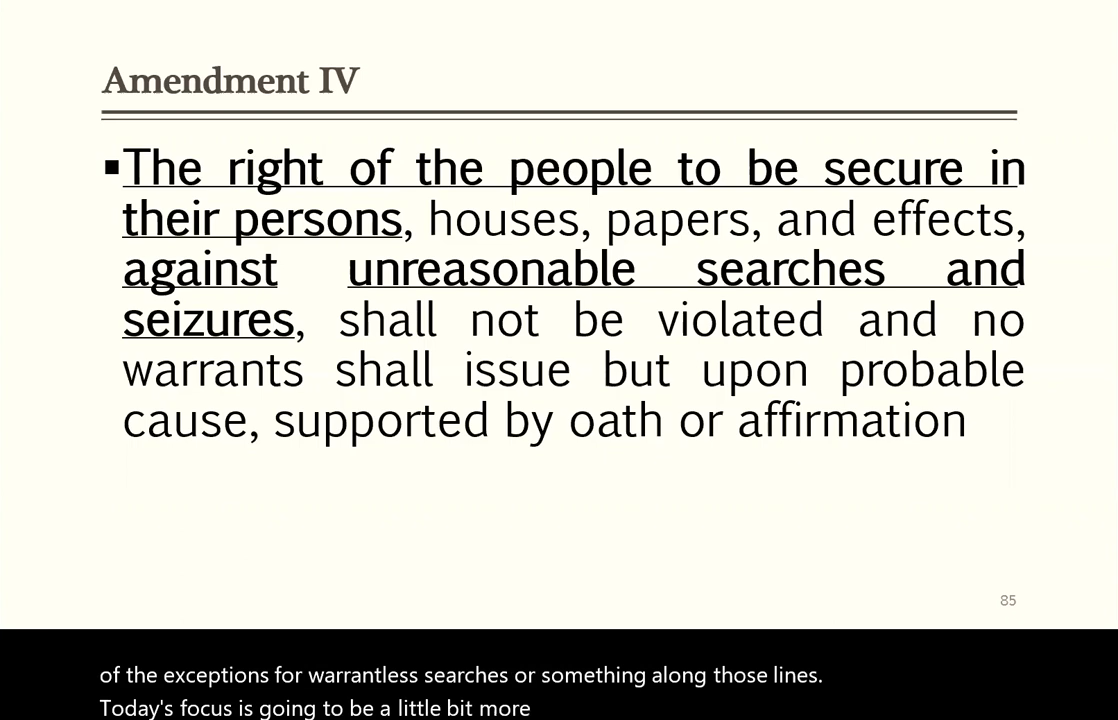 Amendment IV
▪The right of the people to be secure in
their persons, houses, papers, and effects,
against unreasonable searches and
seizures, shall not be violated and no
warrants shall issue but upon probable
cause, supported by oath or affirmation
85
of the exceptions for warrantless searches or something along those lines.
Today's focus is going to be a little bit more